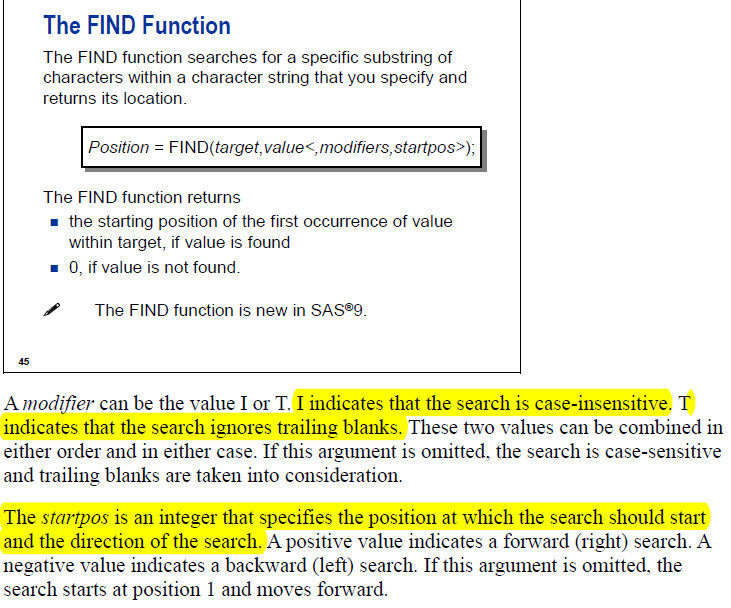 The FIND Function
The FIND function searches for a specific substring of
characters within a character string that you specify and
returns its location.
Position = FIND(target,value<,modifiers,startpos>);
The FIND function returns
■ the starting position of the first occurrence of value
within target, if value is found
■ 0, if value is not found.
The FIND function is new in SAS®9.
45
A modifier can be the value I or T. I indicates that the search is case-insensitive. T
indicates that the search ignores trailing blanks. These two values can be combined in
either order and in either case. If this argument is omitted, the search is case-sensitive
and trailing blanks are taken into consideration.
The startpos is an integer that specifies the position at which the search should start
and the direction of the search. A positive value indicates a forward (right) search. A
negative value indicates a backward (left) search. If this argument is omitted, the
search starts at position 1 and moves forward.